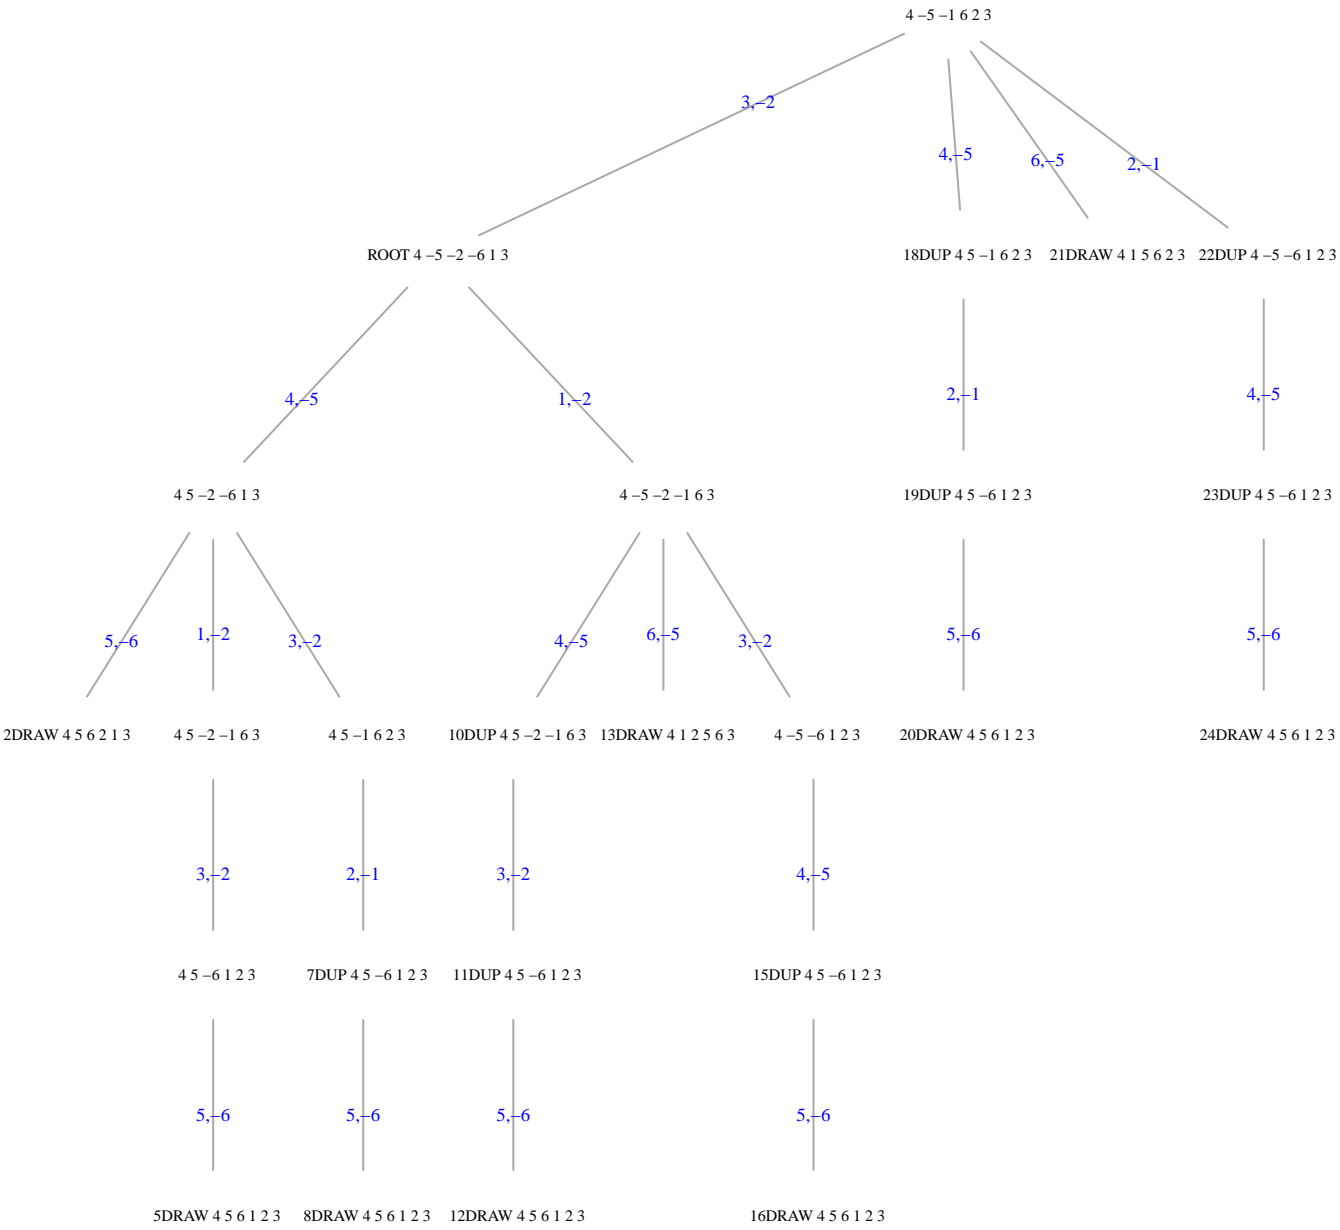 4 −5 −1 6 2 3
3,−2
4,−5
6,−5
2,−1
ROOT 4 −5 −2 −6 1 3
18DUP 4 5 −1 6 2 3
21DRAW 4 1 5 6 2 3
22DUP 4 −5 −6 1 2 3
4,−5
1,−2
2,−1
4,−5
4 5 −2 −6 1 3
4 −5 −2 −1 6 3
19DUP 4 5 −6 1 2 3
23DUP 4 5 −6 1 2 3
5,−6
1,−2
3,−2
4,−5
6,−5
3,−2
5,−6
5,−6
2DRAW 4 5 6 2 1 3
4 5 −2 −1 6 3
4 5 −1 6 2 3
10DUP 4 5 −2 −1 6 3
13DRAW 4 1 2 5 6 3
4 −5 −6 1 2 3
20DRAW 4 5 6 1 2 3
24DRAW 4 5 6 1 2 3
3,−2
2,−1
3,−2
4,−5
4 5 −6 1 2 3
7DUP 4 5 −6 1 2 3
11DUP 4 5 −6 1 2 3
15DUP 4 5 −6 1 2 3
5,−6
5,−6
5,−6
5,−6
5DRAW 4 5 6 1 2 3
8DRAW 4 5 6 1 2 3
12DRAW 4 5 6 1 2 3
16DRAW 4 5 6 1 2 3